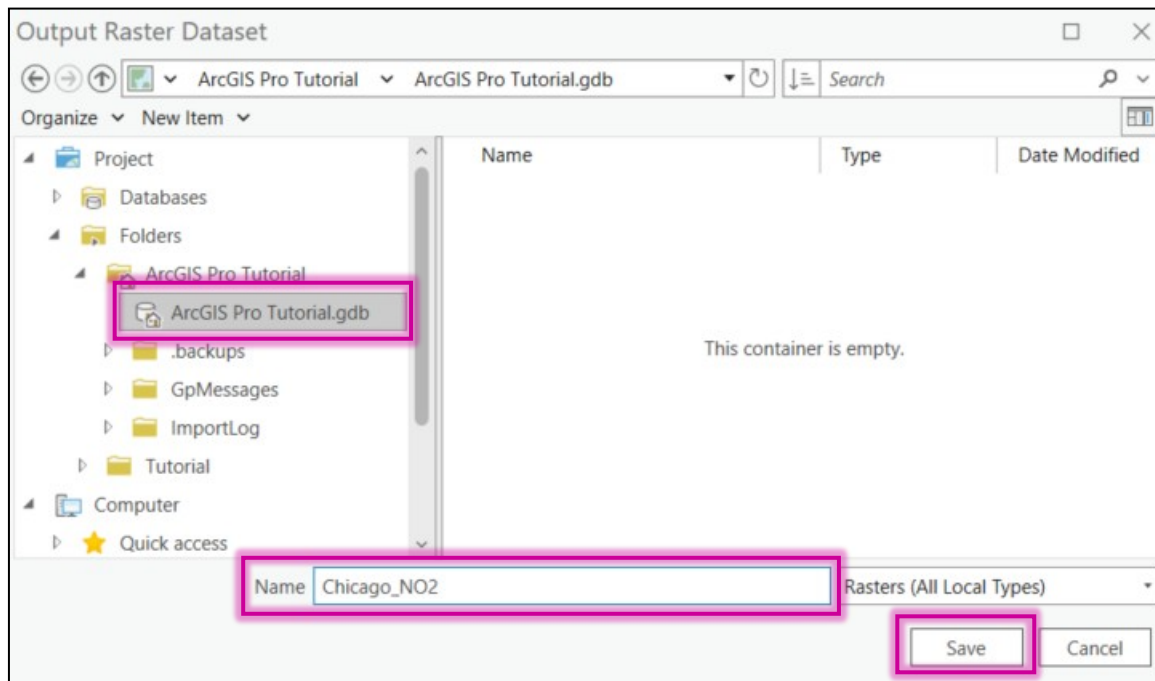 Output Raster Dataset
ArcGIS Pro Tutorial ArcGIS Pro Tutorial.gdb Search
Organize New Item
Project
Databases
Folders
ArcGIS Pro Tutorial
ArcGIS Pro Tutorial.gdb
.backups
GpMessages
ImportLog
Tutorial
Computer
Quick access
Name Type Date Modified
This container is empty.
Name Chicago_NO2 Rasters (All Local Types)
Save Cancel